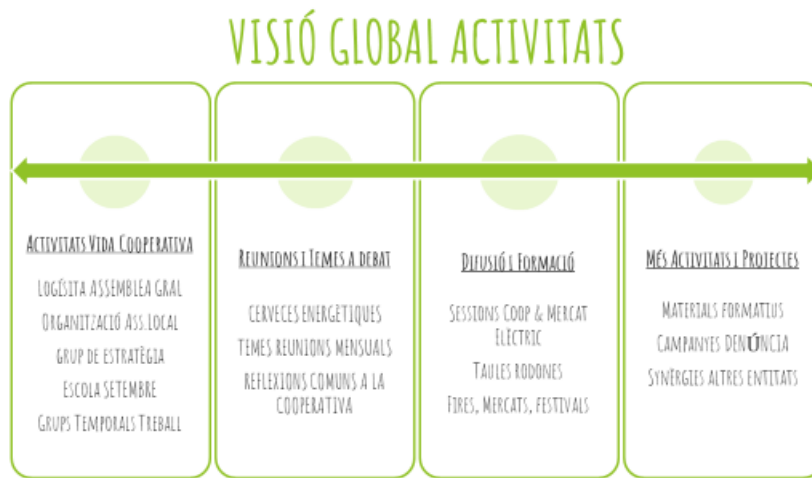 VISIÓ GLOBAL ACTIVITATS
ACTIVITATS VIDA COOPERATIVA
LOGÍSITA ASSEMBLEA GRAL
ORGANITZACIÓ ASS.LOCAL
GRUP DE ESTRATÈGIA
ESCOLA SETEMBRE
GRUPS TEMPORALS TREBALL
REUNIONS I TEMES A DEBAT
CERVECES ENERGÈTIQUES
TEMES REUNIONS MENSUALS
REFLEXIONS COMUNS A LA
COOPERATIVA
DIFUSIÓ I FORMACIÓ
SESSIONS COOP & MERCAT
ELÈCTRIC
TAULES RODONES
FIRES, MERCATS, FESTIVALS
MÉS ACTIVITATS I PROJECTES
MATERIALS FORMATIUS
CAMPANYES DENÚNCIA
SYNÈRGIES ALTRES ENTITATS